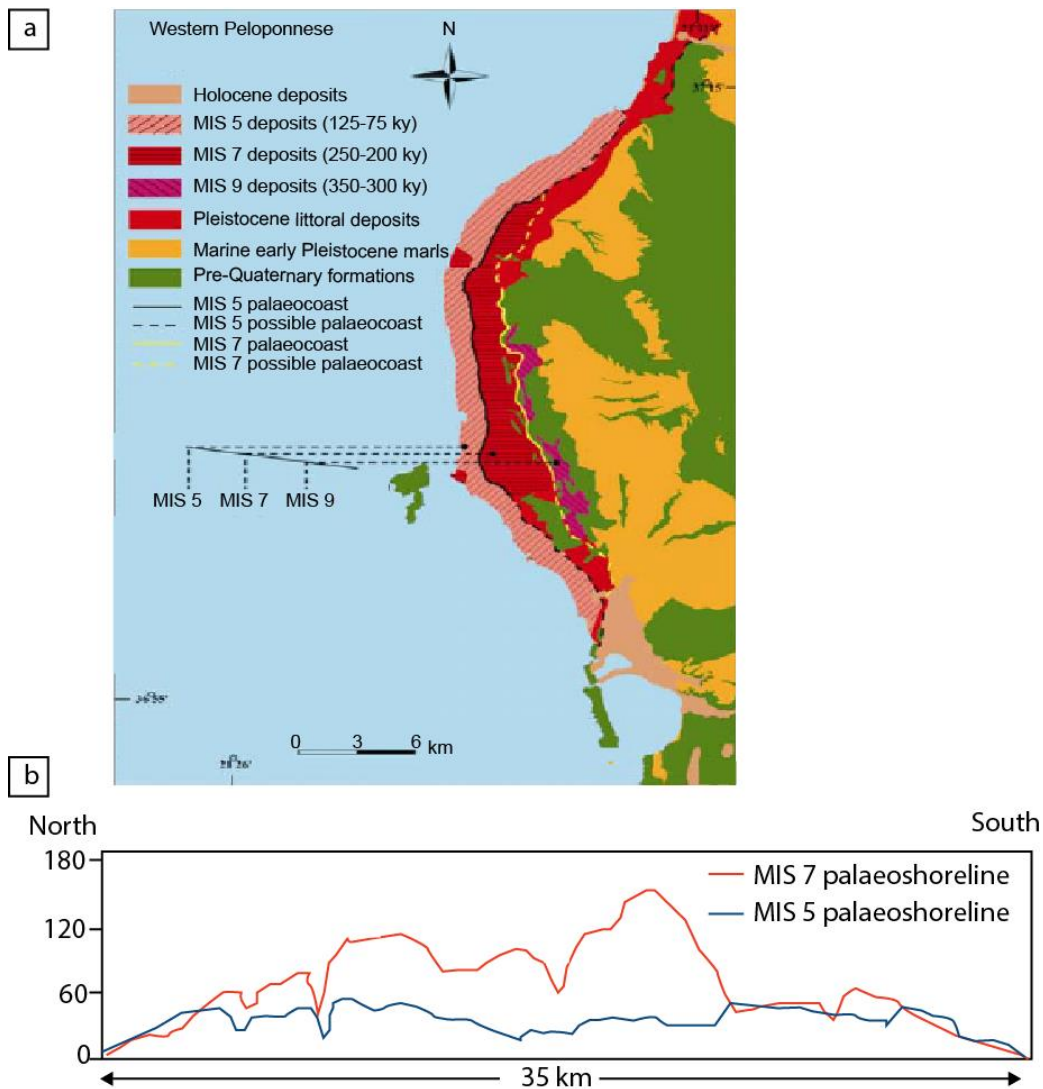 a
Western Peloponnese
N
Holocene deposits
MIS 5 deposits (125-75 ky)
MIS 7 deposits (250-200 ky)
MIS 9 deposits (350-300 ky)
Pleistocene littoral deposits
Marine early Pleistocene marls
Pre-Quaternary formations
MIS 5 palaeocoast
MIS 5 possible palaeocoast
MIS 7 palaeocoast
MIS 7 possible palaeocoast
MIS 5 MIS 7 MIS 9
0 3 6 km
b
North South
180
120
60
0
MIS 7 palaeoshoreline
MIS 5 palaeoshoreline
35 km